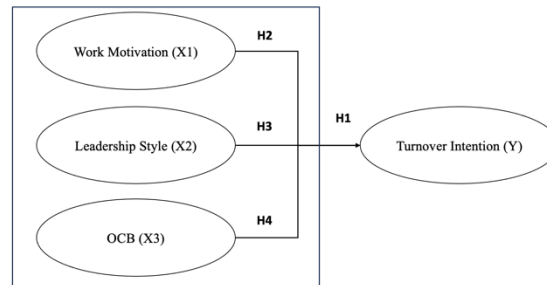 H2
Work Motivation (X1)
H3
H1
Leadership Style (X2)
Turnover Intention (Y)
H4
OCB (X3)